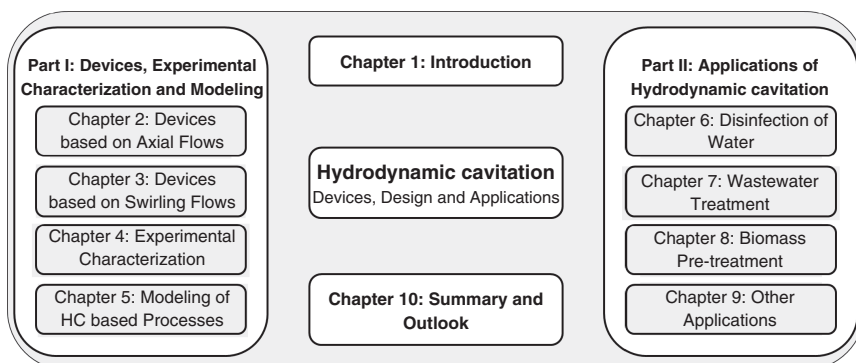 Part I: Devices, Experimental
Characterization and Modeling
Chapter 2: Devices
based on Axial Flows
Chapter 3: Devices
based on Swirling Flows
Chapter 4: Experimental
Characterization
Chapter 5: Modeling of
HC based Processes
Chapter 1: Introduction
Hydrodynamic cavitation
Devices, Design and Applications
Chapter 10: Summary and
Outlook
Part II: Applications of
Hydrodynamic cavitation
Chapter 6: Disinfection of
Water
Chapter 7: Wastewater
Treatment
Chapter 8: Biomass
Pre-treatment
Chapter 9: Other
Applications